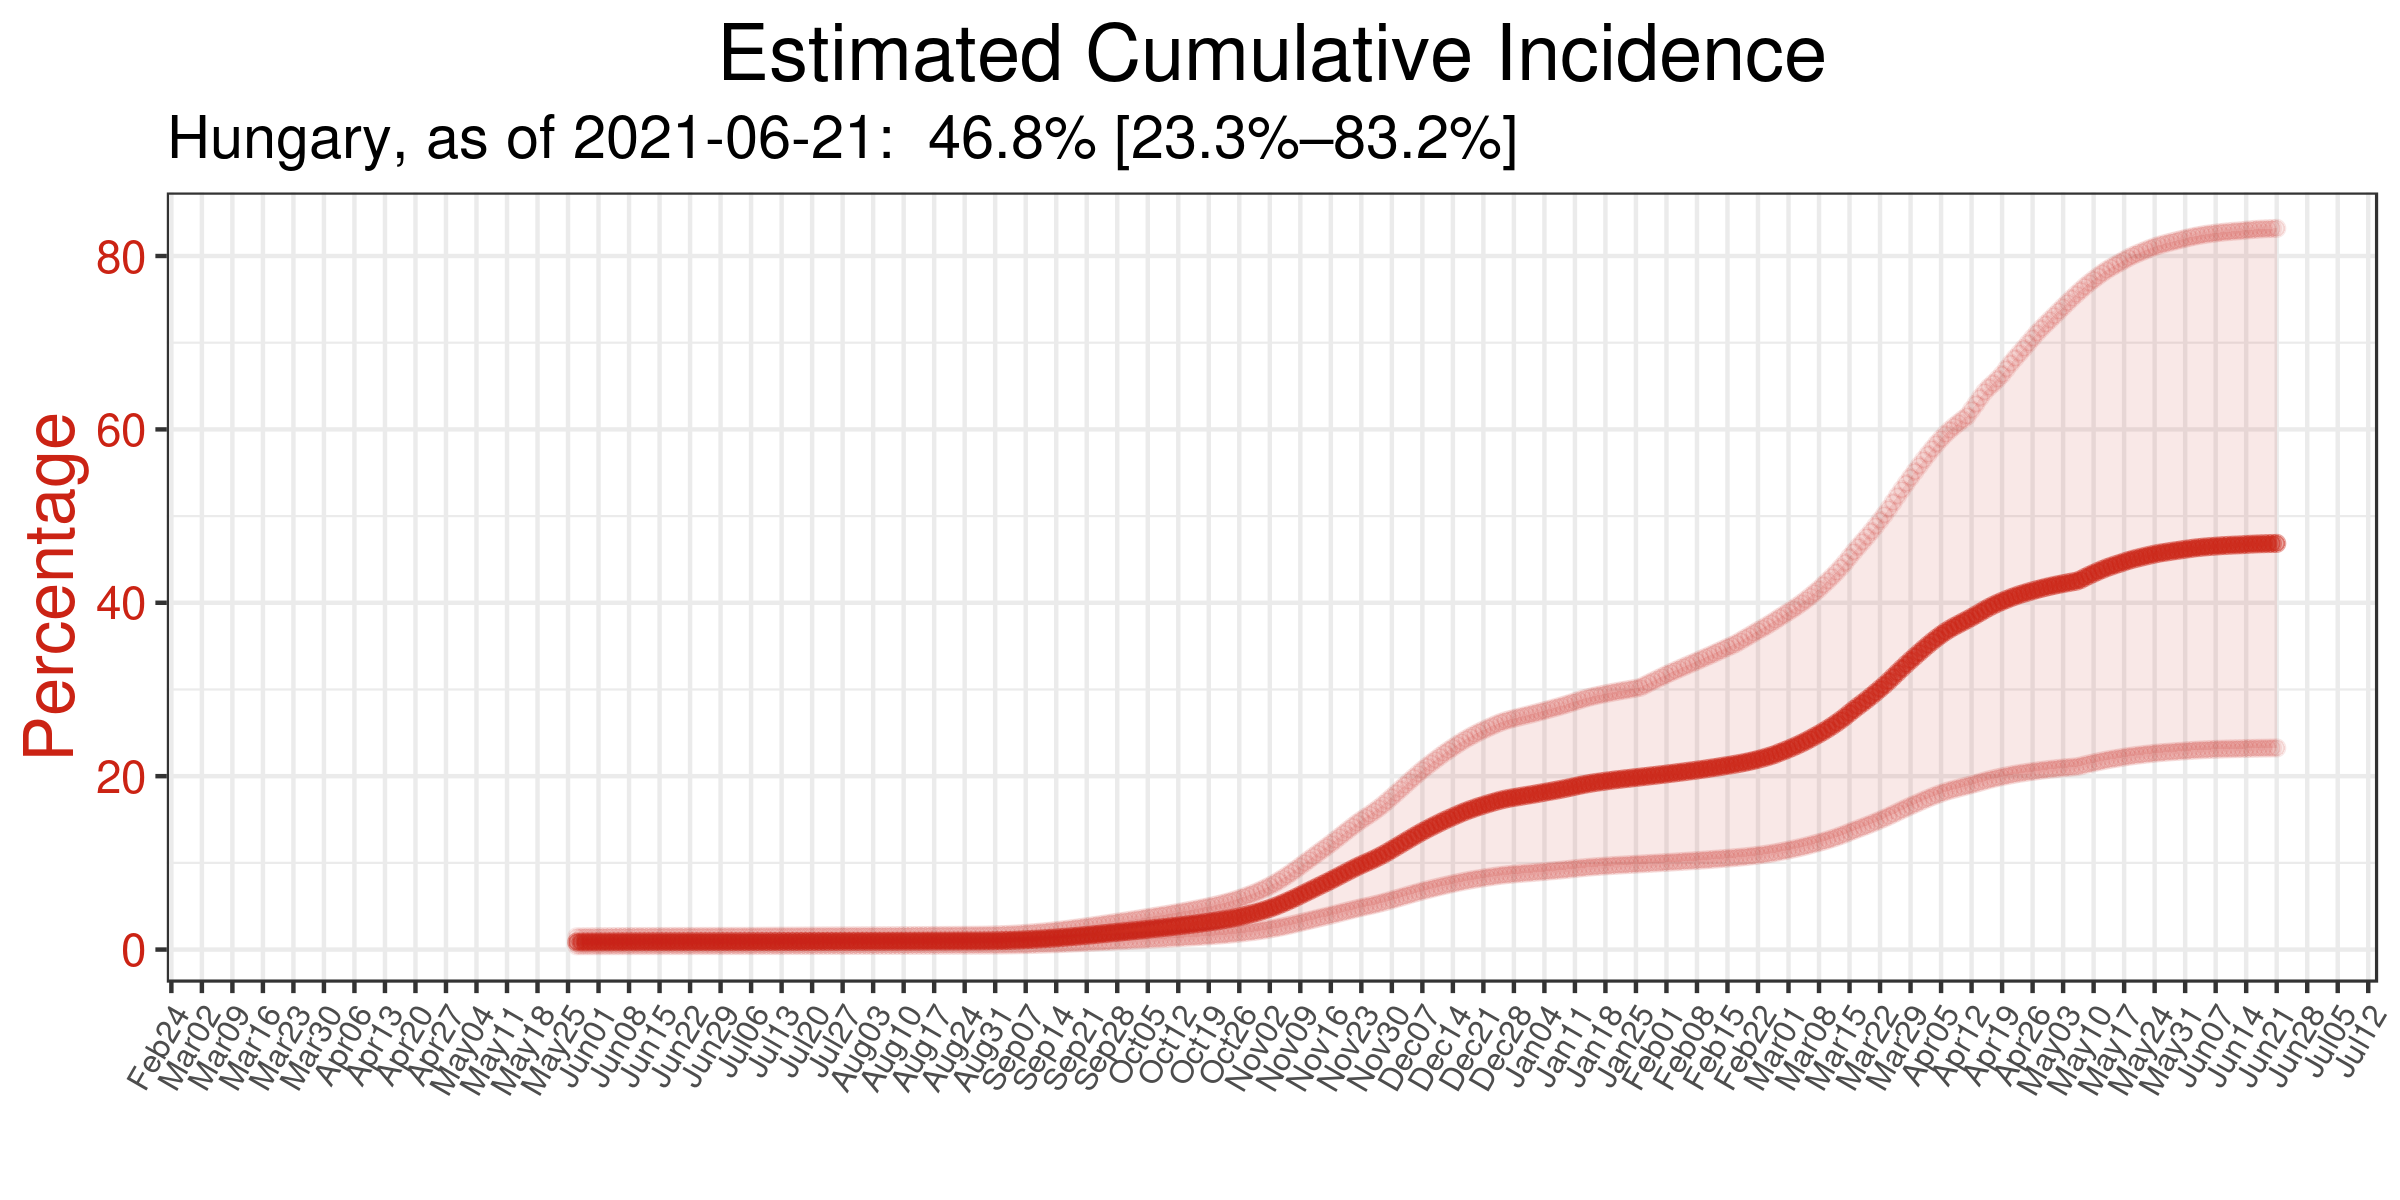 Estimated Cumulative Incidence
Hungary, as of 2021-06-21:  46.8% [23.3%–83.2%]
Percentage
80
60
40
20
0
Feb24
Mar02
Mar09
Mar16
Mar23
Mar30
Apr06
Apr13
Apr20
Apr27
May04
May11
May18
May25
Jun01
Jun08
Jun15
Jun22
Jun29
Jul06
Jul13
Jul20
Jul27
Aug03
Aug10
Aug17
Aug24
Aug31
Sep07
Sep14
Sep21
Sep28
Oct05
Oct12
Oct19
Oct26
Nov02
Nov09
Nov16
Nov23
Nov30
Dec07
Dec14
Dec21
Dec28
Jan04
Jan11
Jan18
Jan25
Feb01
Feb08
Feb15
Feb22
Mar01
Mar08
Mar15
Mar22
Mar29
Apr05
Apr12
Apr19
Apr26
May03
May10
May17
May24
May31
Jun07
Jun14
Jun21
Jun28
Jul05
Jul12